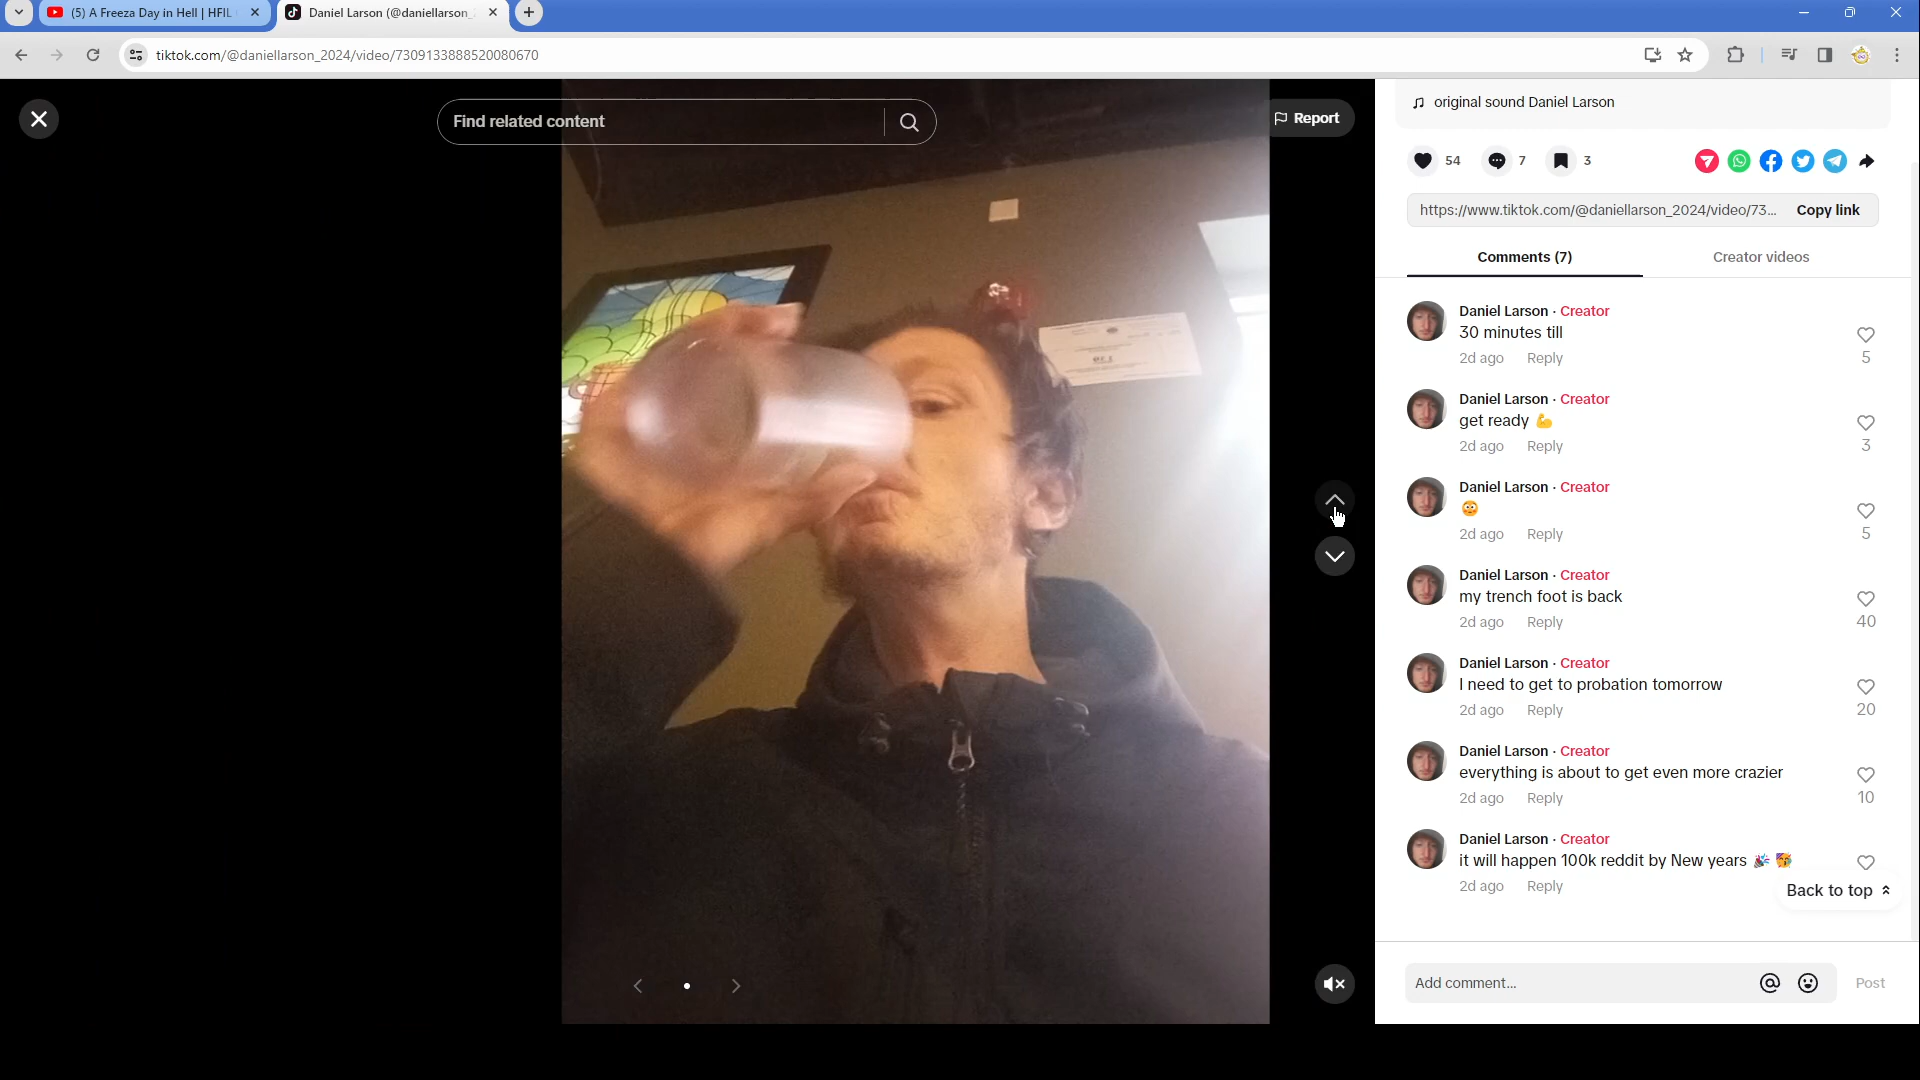 (5) A Freeza Day in Hell | HFIL
Daniel Larson (@daniellarson_
tiktok.com/@daniellarson_2024/video/7309133888520080670
Find related content
Report
original sound Daniel Larson
54
7
3
https://www.tiktok.com/@daniellarson_2024/video/73...
Copy link
Comments (7)
Creator videos
Daniel Larson · Creator
30 minutes till
2d ago Reply
5
Daniel Larson · Creator
get ready 💪
2d ago Reply
3
Daniel Larson · Creator
😳
2d ago Reply
5
Daniel Larson · Creator
my trench foot is back
2d ago Reply
40
Daniel Larson · Creator
I need to get to probation tomorrow
2d ago Reply
20
Daniel Larson · Creator
everything is about to get even more crazier
2d ago Reply
10
Daniel Larson · Creator
it will happen 100k reddit by New years 🎉 🥳
2d ago Reply
Back to top
Add comment...
Post